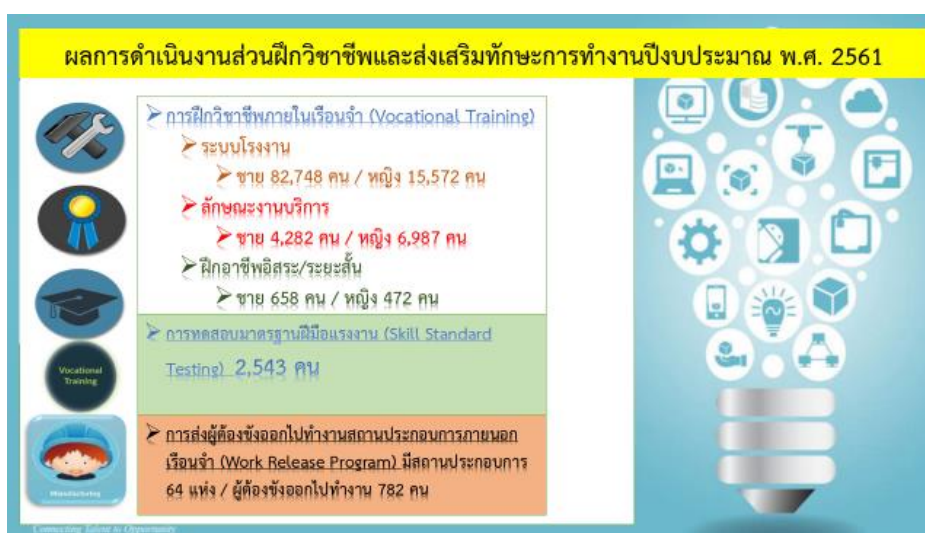 ผลการดำเนินงานส่วนฝึกวิชาชีพและส่งเสริมทักษะการทำงานปีงบประมาณ พ.ศ. 2561
➢ การฝึกวิชาชีพภายในเรือนจำ (Vocational Training)
➢ ระบบโรงงาน
➢ ชาย 82,748 คน / หญิง 15,572 คน
➢ ลักษณะงานบริการ
➢ ชาย 4,282 คน / หญิง 6,987 คน
➢ ฝึกอาชีพอิสระ/ระยะสั้น
➢ ชาย 658 คน / หญิง 472 คน
➢ การทดสอบมาตรฐานฝีมือแรงงาน (Skill Standard
Testing) 2,543 คน
Vocational
Training
➢ การส่งผู้ต้องขังออกไปทำงานสถานประกอบการภายนอก
เรือนจำ (Work Release Program) มีสถานประกอบการ
64 แห่ง / ผู้ต้องขังออกไปทำงาน 782 คน
Manufacturing
Connecting Talent to Opportunity